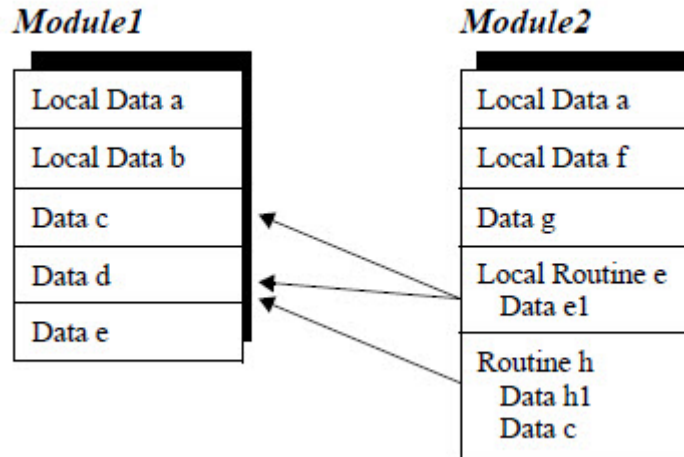 Module1
Local Data a
Local Data b
Data c
Data d
Data e
Module2
Local Data a
Local Data f
Data g
Local Routine e
Data e1
Routine h
Data h1
Data c